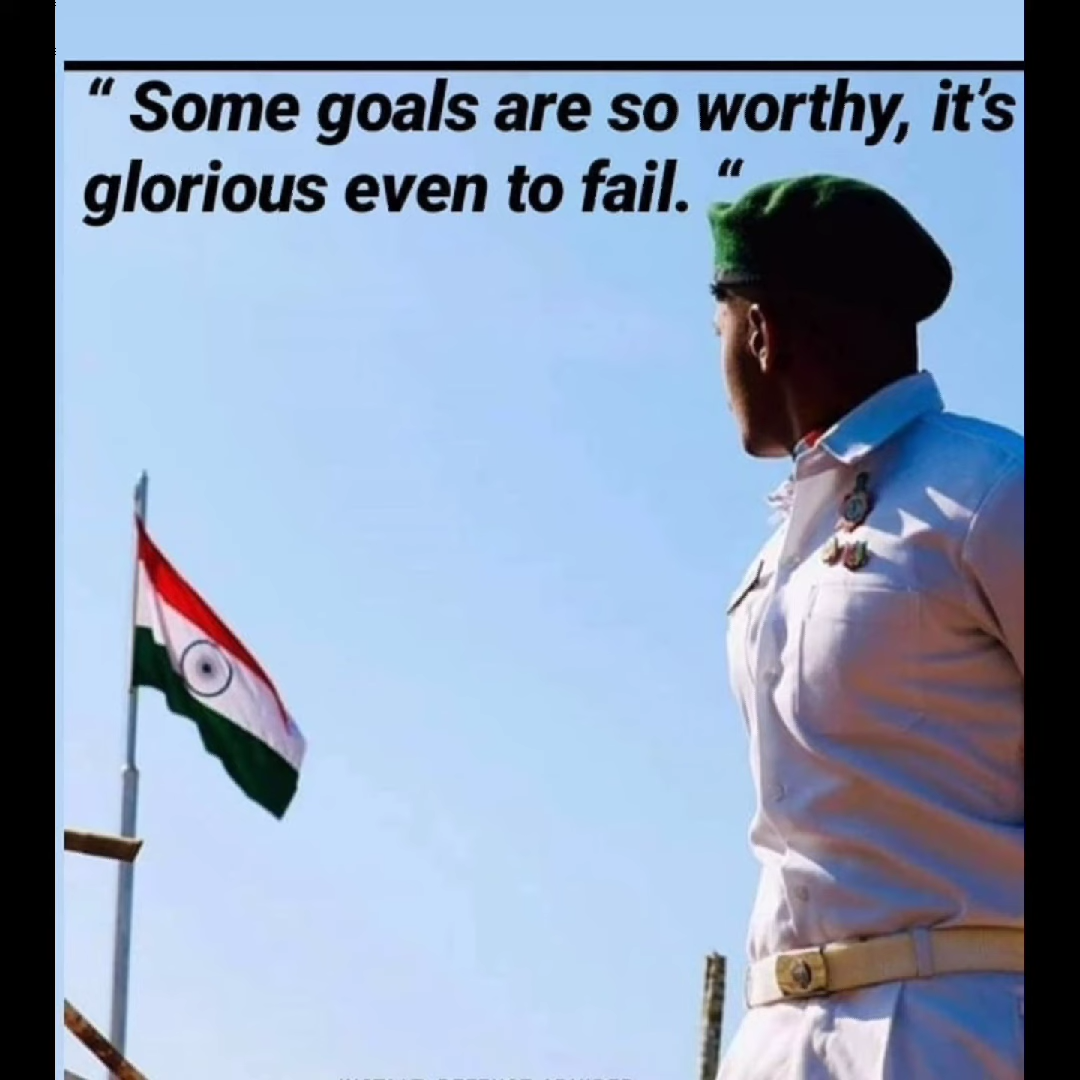 “ Some goals are so worthy, it’s
glorious even to fail. “